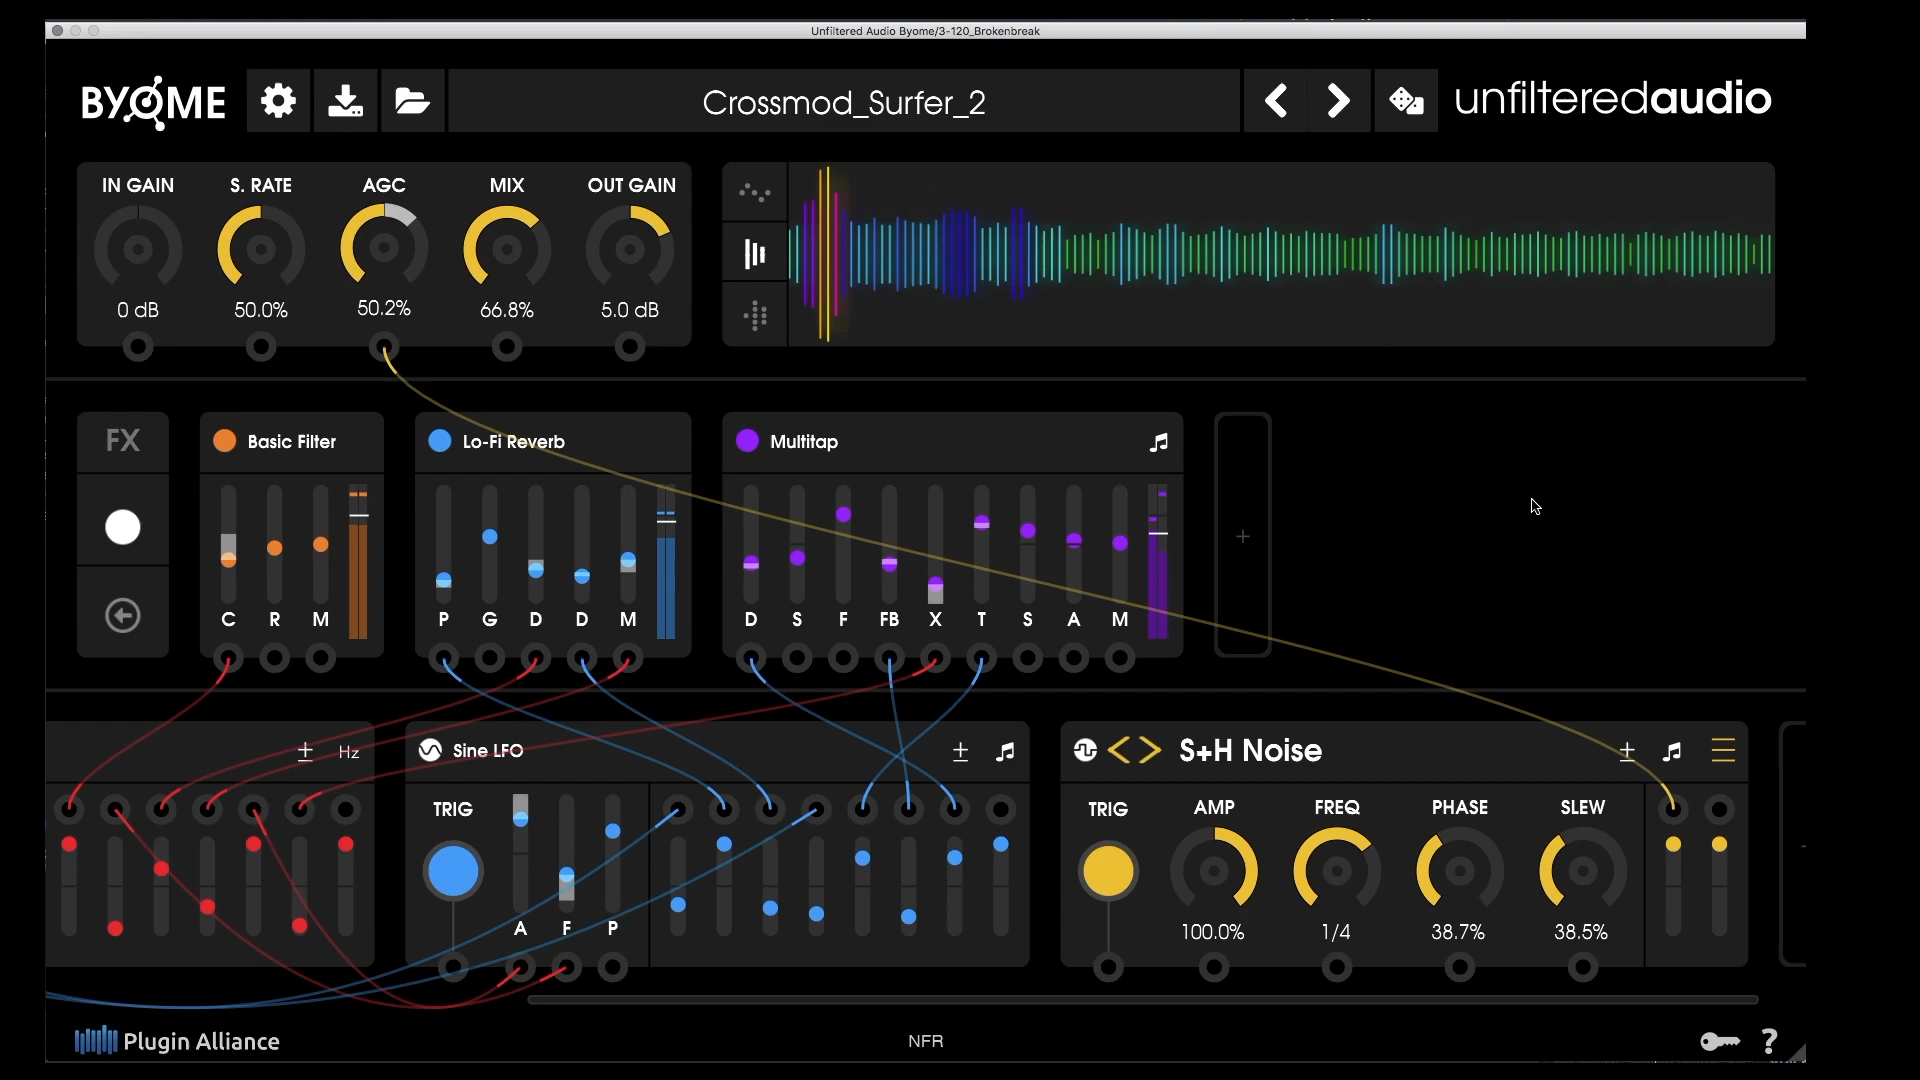 Unfiltered Audio Byome/3-120_Brokenbreak
BYOME
Crossmod_Surfer_2
unfilteredaudio
IN GAIN S. RATE AGC MIX OUT GAIN
0 dB 50.0% 50.2% 66.8% 5.0 dB
FX
Basic Filter
Lo-Fi Reverb
Multitap
+
C R M
P G D D M
D S F FB X T S A M
± Hz
Sine LFO ±
S+H Noise ±
TRIG
A F P
TRIG AMP FREQ PHASE SLEW
100.0% 1/4 38.7% 38.5%
Plugin Alliance
NFR
?